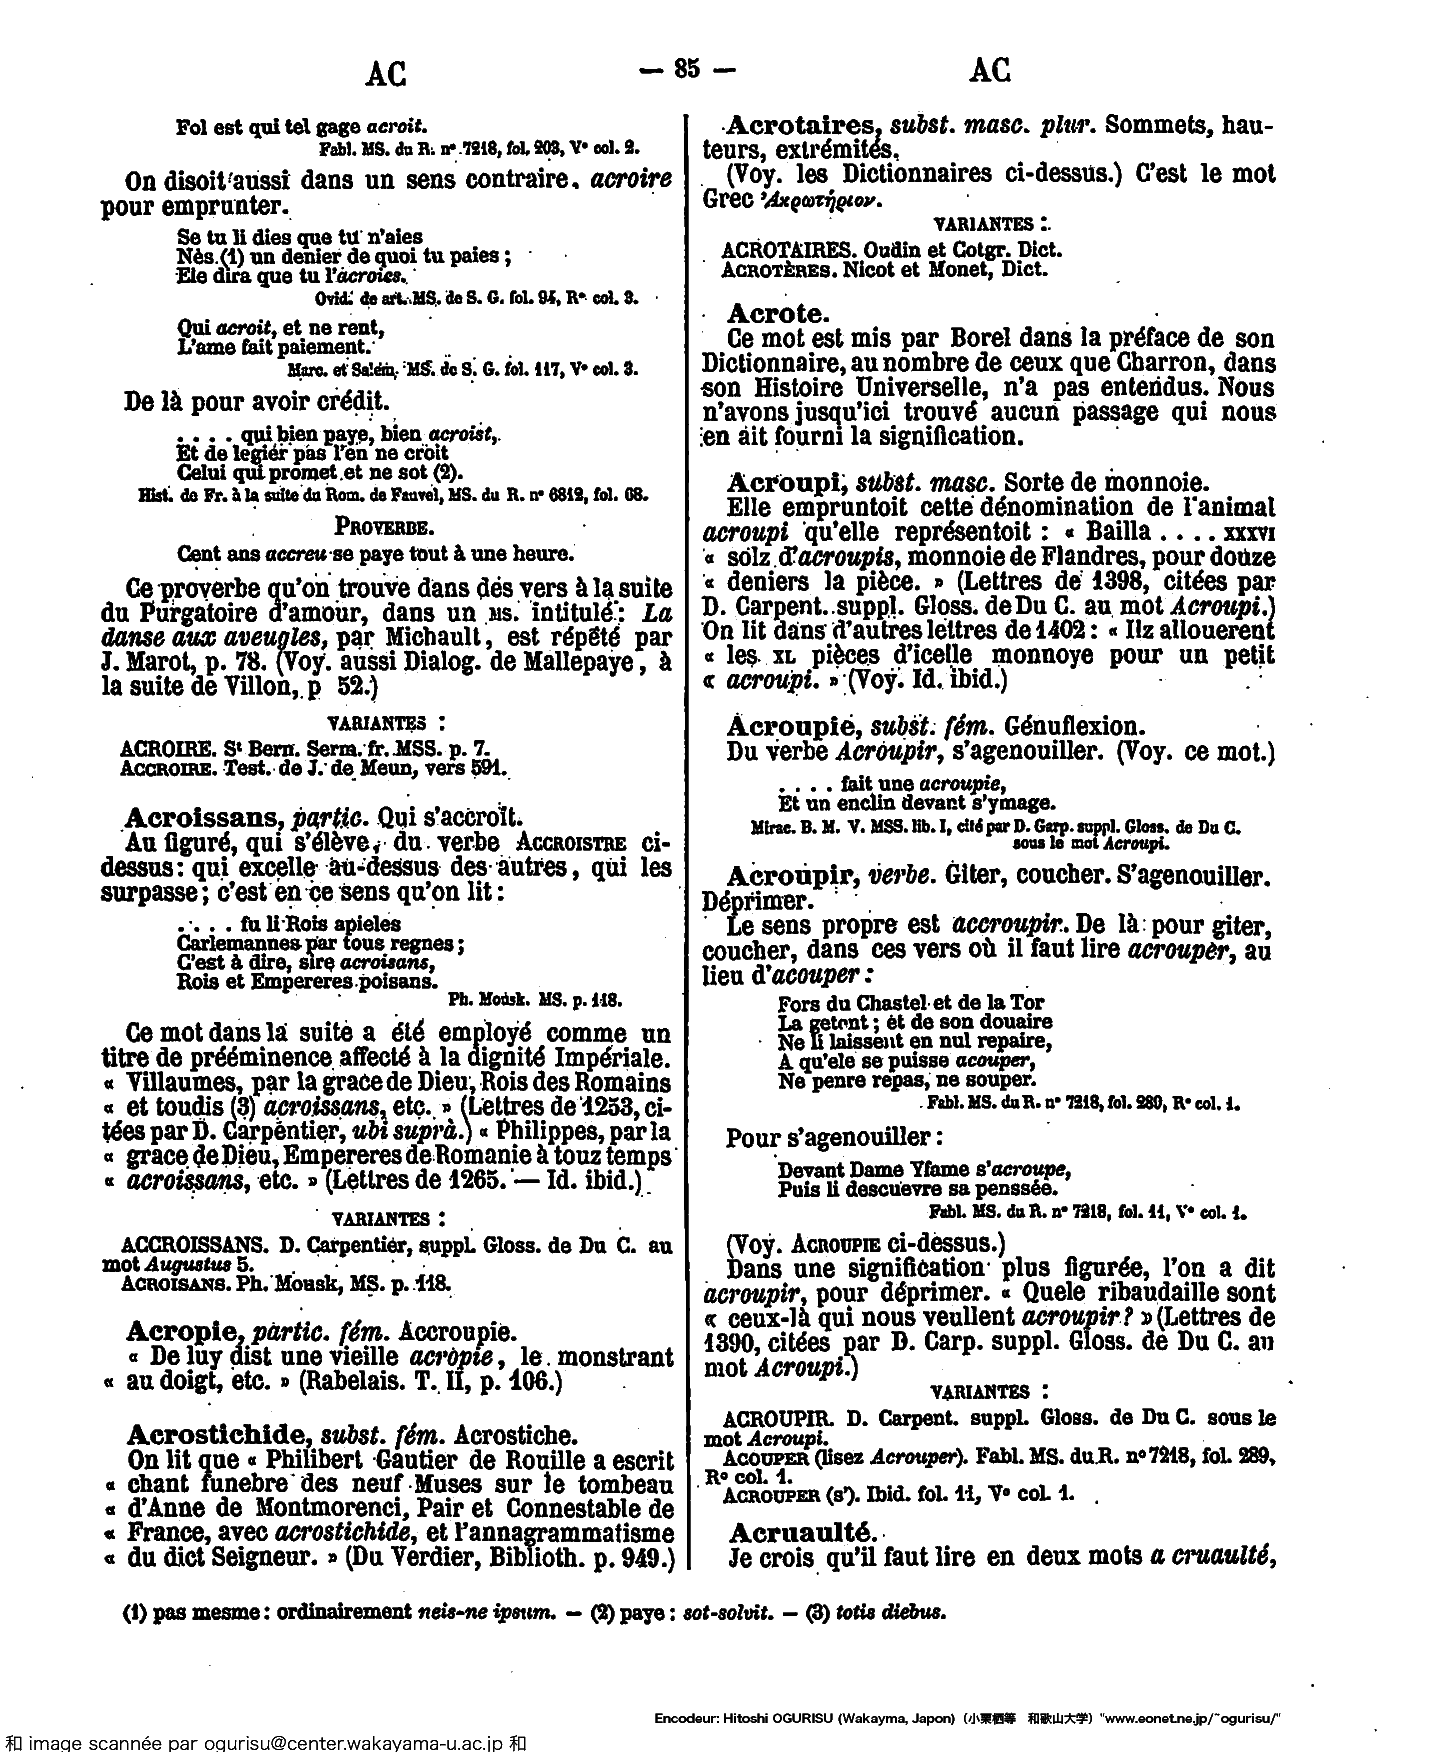 AC
— 85 —
AC
Fol est qui tel gage acroit.
Fabl. MS. du R. nº 7218, fol. 203, Vº col. 2.
On disoit aussi dans un sens contraire, acroire
pour emprunter.
Se tu li dies que tu n'aies
Nès (1) un denier de quoi tu paies ;
Ele dira que tu l'acroies.
Ovid. de art. MS. de S. G. fol. 94, Rº col. 3.
Qui acroit, et ne rent,
L'ame fait paiement.
Marc. et Salem, MS. de S. G. fol. 117, Vº col. 3.
De là pour avoir crédit.
. . . . qui bien paye, bien acroist,
Et de legier pas l'en ne croit
Celui qui promet et ne sot (2).
Hist. de Fr. à la suite du Rom. de Fauvel, MS. du R. nº 6812, fol. 68.
PROVERBE.
Cent ans accreu se paye tout à une heure.
Ce proverbe qu'on trouve dans des vers à la suite
du Purgatoire d'amour, dans un MS. intitulé : La
danse aux aveugles, par Michault, est répété par
J. Marot, p. 78. (Voy. aussi Dialog. de Mallepaye, à
la suite de Villon, p 52.)
VARIANTES :
ACROIRE. Sᵗ Bern. Serm. fr. MSS. p. 7.
ACCROIRE. Test. de J. de Meun, vers 591.
Acroissans, partic. Qui s'accroît.
Au figuré, qui s'élève, du verbe ACCROISTRE ci-
dessus : qui excelle au-dessus des autres, qui les
surpasse ; c'est en ce sens qu'on lit :
. . . . fu li Rois apieles
Carlemannes par tous regnes ;
C'est à dire, sire acroisans,
Rois et Empereres poisans.
Ph. Mousk. MS. p. 118.
Ce mot dans la suite a été employé comme un
titre de prééminence affecté à la dignité Impériale.
« Villaumes, par la grace de Dieu, Rois des Romains
« et toudis (3) acroissans, etc. » (Lettres de 1253, ci-
tées par D. Carpentier, ubi suprà.) « Philippes, par la
« grace de Dieu, Empereres de Romanie à touz temps
« acroissans, etc. » (Lettres de 1265. — Id. ibid.)
VARIANTES :
ACCROISSANS. D. Carpentier, suppl. Gloss. de Du C. au
mot Augustus 5.
ACROISANS. Ph. Mousk, MS. p. 118.
Acropie, partic. fém. Accroupie.
« De luy dist une vieille acropie, le monstrant
« au doigt, etc. » (Rabelais. T. II, p. 106.)
Acrostichide, subst. fém. Acrostiche.
On lit que « Philibert Gautier de Rouille a escrit
« chant funebre des neuf Muses sur le tombeau
« d'Anne de Montmorenci, Pair et Connestable de
« France, avec acrostichide, et l'annagrammatisme
« du dict Seigneur. » (Du Verdier, Biblioth. p. 949.)
Acrotaires, subst. masc. plur. Sommets, hau-
teurs, extrémités.
(Voy. les Dictionnaires ci-dessus.) C'est le mot
Grec Ἀκρωτήριον.
VARIANTES :
ACROTAIRES. Oudin et Cotgr. Dict.
ACROTÈRES. Nicot et Monet, Dict.
Acrote.
Ce mot est mis par Borel dans la préface de son
Dictionnaire, au nombre de ceux que Charron, dans
son Histoire Universelle, n'a pas entendus. Nous
n'avons jusqu'ici trouvé aucun passage qui nous
en ait fourni la signification.
Acroupi, subst. masc. Sorte de monnoie.
Elle empruntoit cette dénomination de l'animal
acroupi qu'elle représentoit : « Bailla . . . . XXXVI
« solz d'acroupis, monnoie de Flandres, pour douze
« deniers la pièce. » (Lettres de 1398, citées par
D. Carpent. suppl. Gloss. de Du C. au mot Acroupi.)
On lit dans d'autres lettres de 1402 : « Ilz allouerent
« les XL pièces d'icelle monnoye pour un petit
« acroupi. » (Voy. Id. ibid.)
Acroupie, subst. fém. Génuflexion.
Du verbe Acroupir, s'agenouiller. (Voy. ce mot.)
. . . . fait une acroupie,
Et un enclin devant s'ymage.
Mirac. B. M. V. MSS. lib. I, cité par D. Carp. suppl. Gloss. de Du C.
sous le mot Acroupi.
Acroupir, verbe. Giter, coucher. S'agenouiller.
Déprimer.
Le sens propre est accroupir. De là pour giter,
coucher, dans ces vers où il faut lire acrouper, au
lieu d'acouper :
Fors du Chastel et de la Tor
La getent ; et de son douaire
Ne li laissent en nul repaire,
A qu'ele se puisse acouper,
Ne penre repas, ne souper.
Fabl. MS. du R. nº 7218, fol. 289, Rº col. 1.
Pour s'agenouiller :
Devant Dame Yfame s'acroupe,
Puis li descuevre sa penssée.
Fabl. MS. du R. nº 7218, fol. 11, Vº col. 1.
(Voy. ACROUPIE ci-dessus.)
Dans une signification plus figurée, l'on a dit
acroupir, pour déprimer. « Quele ribaudaille sont
« ceux-là qui nous veullent acroupir ? » (Lettres de
1390, citées par D. Carp. suppl. Gloss. de Du C. au
mot Acroupi.)
VARIANTES :
ACROUPIR. D. Carpent. suppl. Gloss. de Du C. sous le
mot Acroupi.
ACOUPER (lisez Acrouper). Fabl. MS. du R. nº 7218, fol. 289,
Rº col. 1.
ACROUPER (s'). Ibid. fol. 11, Vº col. 1.
Acruaulté.
Je crois qu'il faut lire en deux mots a cruaulté,
(1) pas mesme : ordinairement neis-ne ipsum. — (2) paye : sot-solvit. — (3) totis diebus.
Encodeur: Hitoshi OGURISU (Wakayma, Japon) (小栗栖等 和歌山大学) "www.eonet.ne.jp/~ogurisu/"
和 image scannée par ogurisu@center.wakayama-u.ac.jp 和